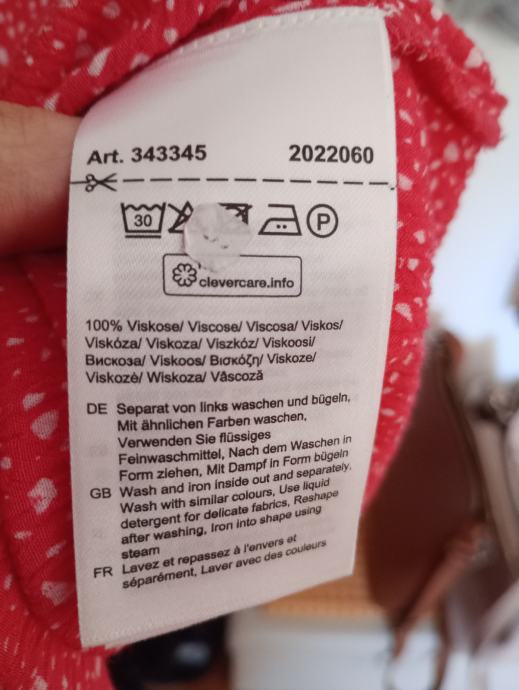 Art. 343345 2022060
30 P
clevercare.info
100% Viskose/ Viscose/ Viscosa/ Viskos/
Viskóza/ Viskoza/ Viszkóz/ Viskoosi/
Вискоза/ Viskoos/ Βισκόζη/ Viskoze/
Viskozė/ Wiskoza/ Vâscoză
DE Separat von links waschen und bügeln,
Mit ähnlichen Farben waschen,
Verwenden Sie flüssiges
Feinwaschmittel, Nach dem Waschen in
Form ziehen, Mit Dampf in Form bügeln
GB Wash and iron inside out and separately,
Wash with similar colours, Use liquid
detergent for delicate fabrics, Reshape
after washing, Iron into shape using
steam
FR Lavez et repassez à l'envers et
séparément, Laver avec des couleurs